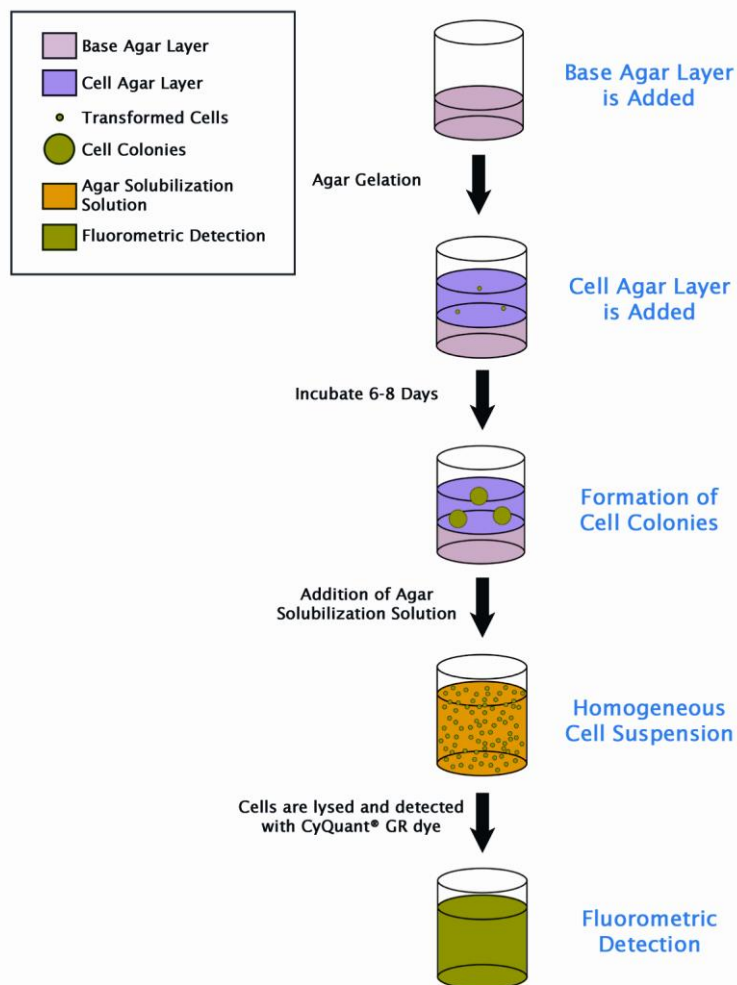 Base Agar Layer
Cell Agar Layer
Transformed Cells
Cell Colonies
Agar Solubilization
Solution
Fluorometric Detection
Base Agar Layer
is Added
Agar Gelation
Cell Agar Layer
is Added
Incubate 6-8 Days
Formation of
Cell Colonies
Addition of Agar
Solubilization Solution
Homogeneous
Cell Suspension
Cells are lysed and detected
with CyQuant® GR dye
Fluorometric
Detection